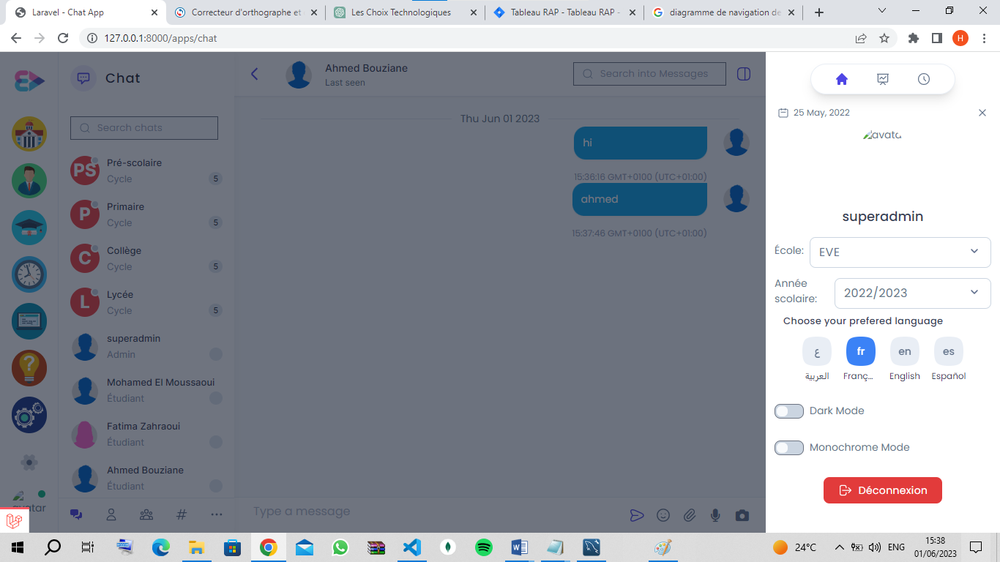 Laravel - Chat App
Correcteur d'orthographe et
Les Choix Technologiques
Tableau RAP - Tableau RAP -
diagramme de navigation de
127.0.0.1:8000/apps/chat
H
Chat
Search chats
PS
Pré-scolaire
Cycle
5
P
Primaire
Cycle
5
C
Collège
Cycle
5
L
Lycée
Cycle
5
superadmin
Admin
Mohamed El Moussaoui
Étudiant
Fatima Zahraoui
Étudiant
Ahmed Bouziane
Étudiant
avatar
#
Ahmed Bouziane
Last seen
Search into Messages
Thu Jun 01 2023
hi
15:36:16 GMT+0100 (UTC+01:00)
ahmed
15:37:46 GMT+0100 (UTC+01:00)
Type a message
25 May, 2022
avata
superadmin
École:
EVE
Année
scolaire:
2022/2023
Choose your prefered language
ع
fr
en
es
العربية
Franç...
English
Español
Dark Mode
Monochrome Mode
Déconnexion
24°C
ENG
15:38
01/06/2023